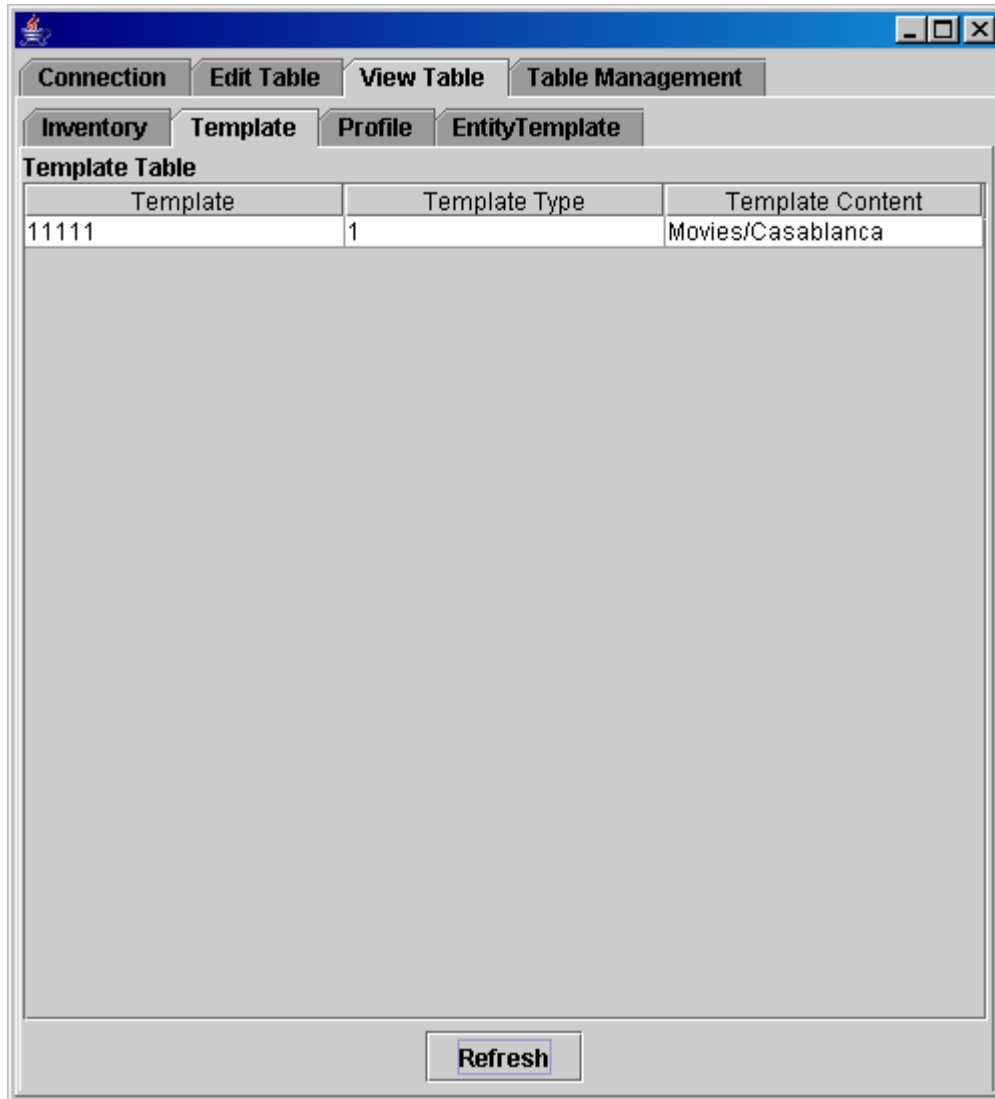 Connection Edit Table View Table Table Management
Inventory Template Profile EntityTemplate
Template Table
Template Template Type Template Content
11111 1 Movies/Casablanca
Refresh